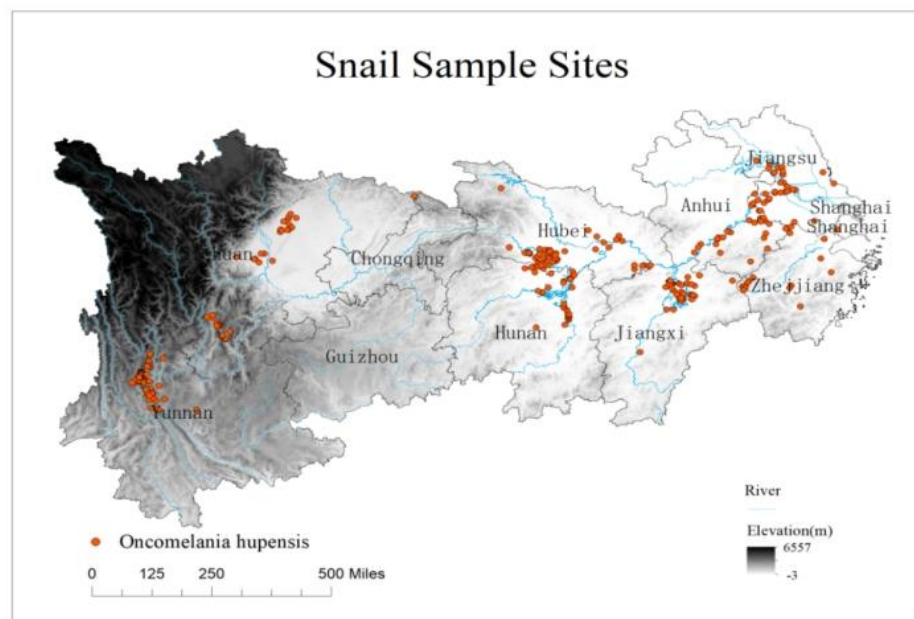 Snail Sample Sites
Jiangsu
Anhui
Shanghai
Shanghai
Hubei
huan
Chongqing
Zhejiang
Hunan
Jiangxi
Guizhou
Yunnan
River
Elevation(m)
6557
-3
Oncomelania hupensis
0 125 250 500 Miles